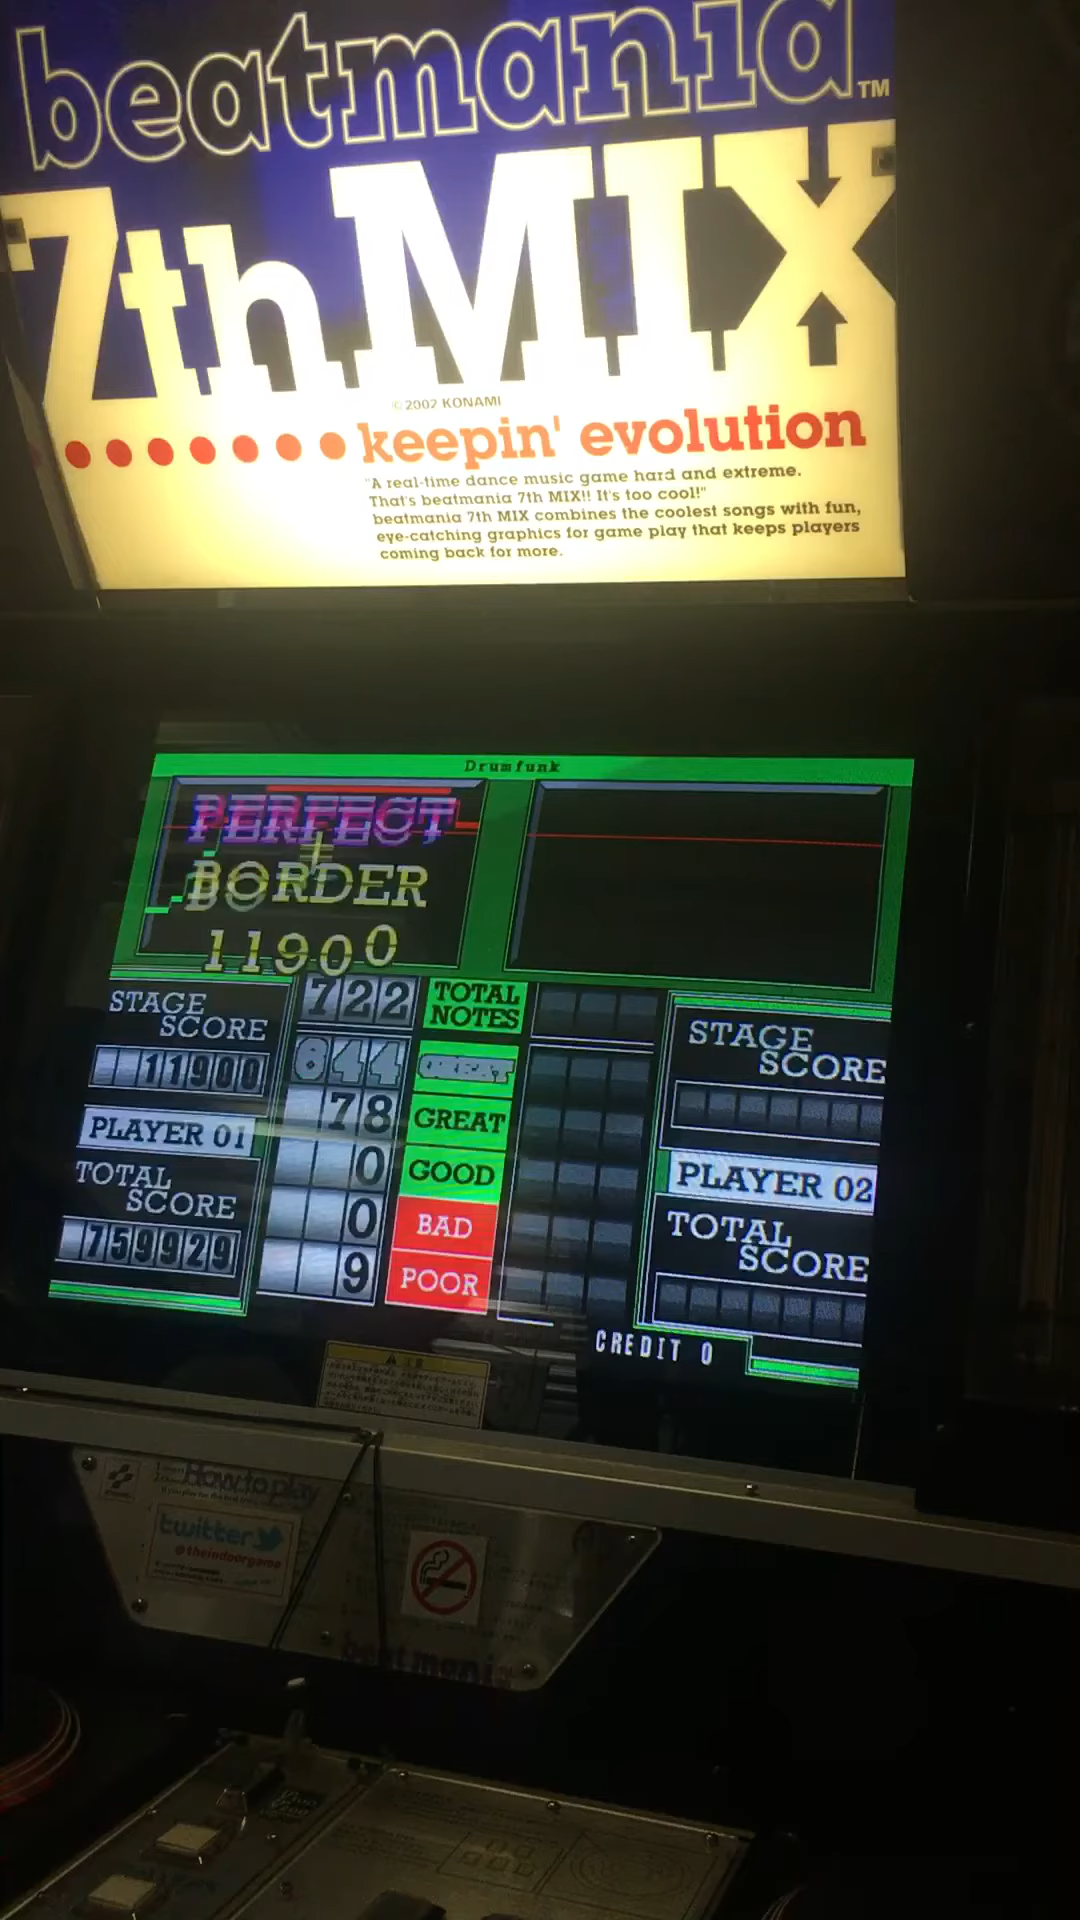 beatmania TM
7th MIX
© 2002 KONAMI
keepin' evolution
"A real-time dance music game hard and extreme.
That's beatmania 7th MIX!! It's too cool!"
beatmania 7th MIX combines the coolest songs with fun,
eye-catching graphics for game play that keeps players
coming back for more.
Drumfunk
PERFECT
BORDER
11900
STAGE
SCORE
11900
PLAYER 01
TOTAL
SCORE
759929
722
TOTAL
NOTES
644
GREAT
78
GREAT
0
GOOD
0
BAD
9
POOR
STAGE
SCORE
PLAYER 02
TOTAL
SCORE
CREDIT 0
How to play
twitter
@theindoorgame
beatmania